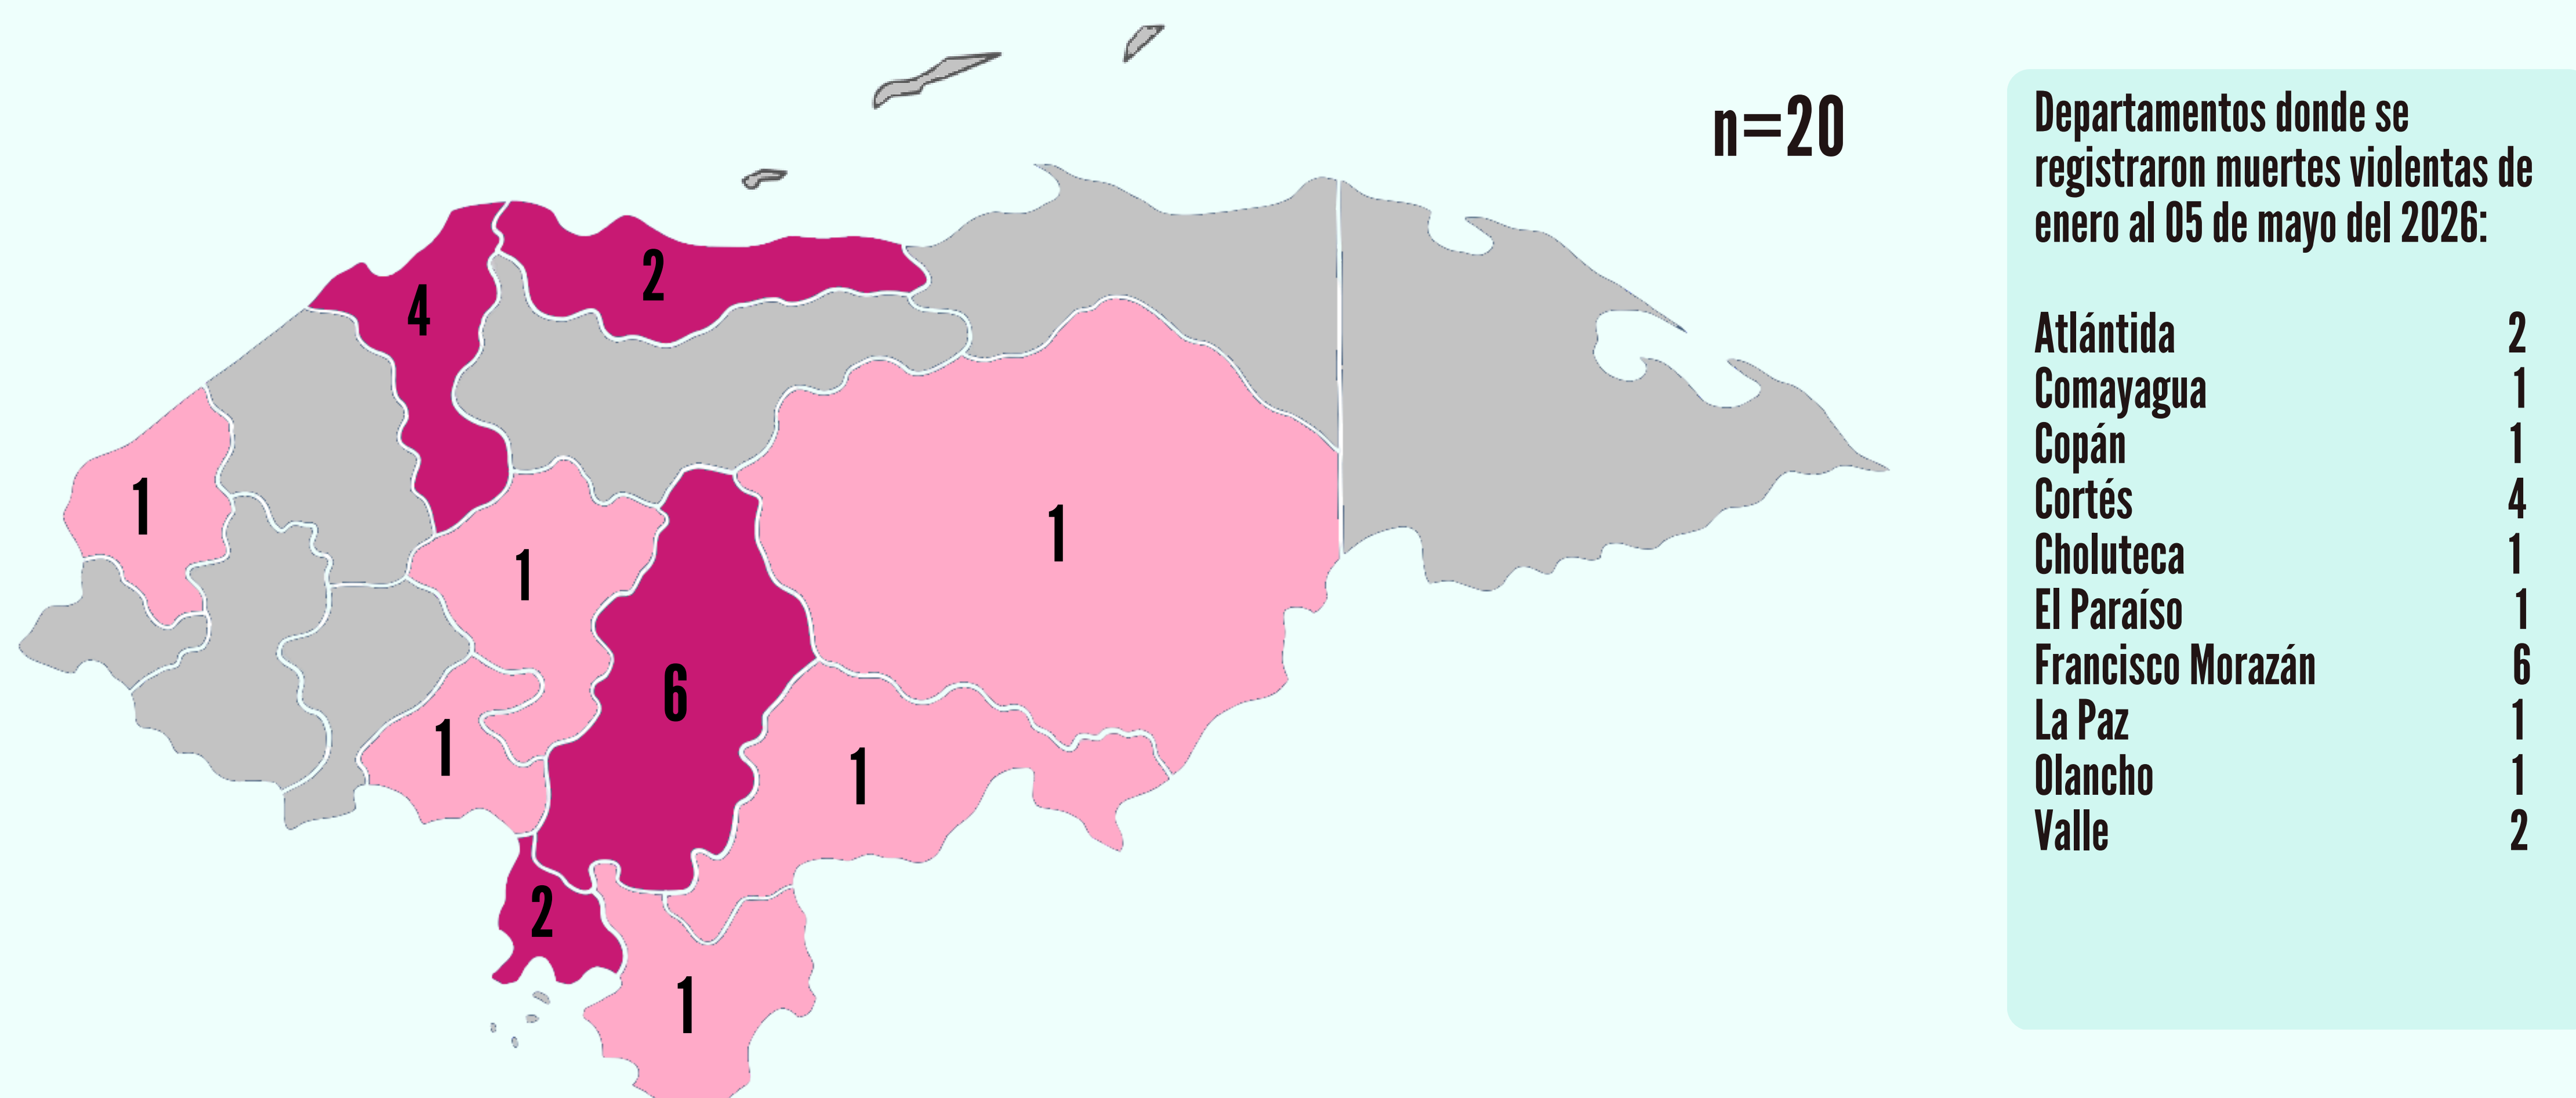 n=20
4
2
1
1
1
6
1
1
2
1
Departamentos donde se
registraron muertes violentas de
enero al 05 de mayo del 2026:
Atlántida 2
Comayagua 1
Copán 1
Cortés 4
Choluteca 1
El Paraíso 1
Francisco Morazán 6
La Paz 1
Olancho 1
Valle 2